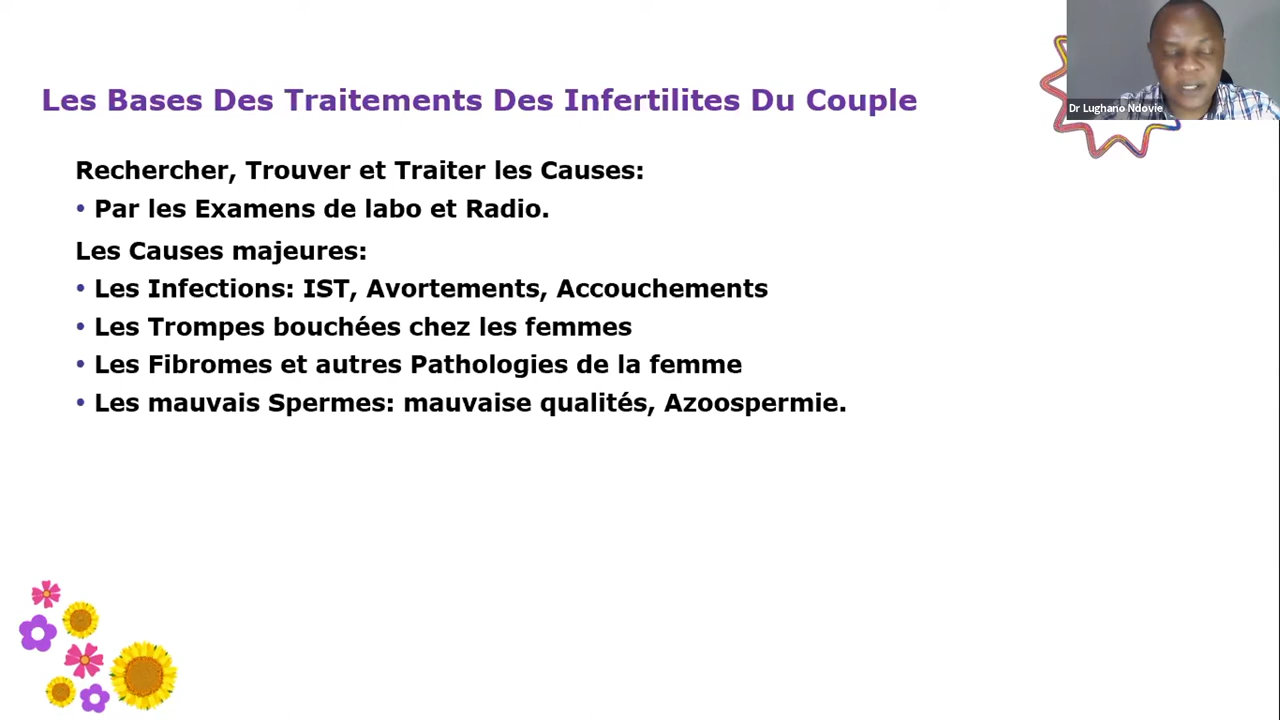 Les Bases Des Traitements Des Infertilites Du Couple
Dr Lughano Ndovie
Rechercher, Trouver et Traiter les Causes:
• Par les Examens de labo et Radio.
Les Causes majeures:
• Les Infections: IST, Avortements, Accouchements
• Les Trompes bouchées chez les femmes
• Les Fibromes et autres Pathologies de la femme
• Les mauvais Spermes: mauvaise qualités, Azoospermie.